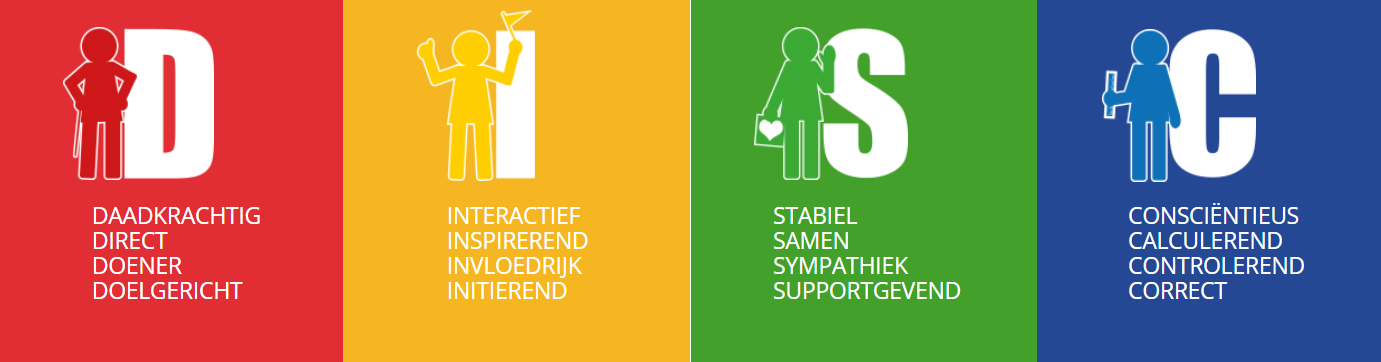 D
DAADKRACHTIG
DIRECT
DOENER
DOELGERICHT
I
INTERACTIEF
INSPIREREND
INVLOEDRIJK
INITIEREND
S
STABIEL
SAMEN
SYMPATHIEK
SUPPORTGEVEND
C
CONSCIËNTIEUS
CALCULEREND
CONTROLEREND
CORRECT